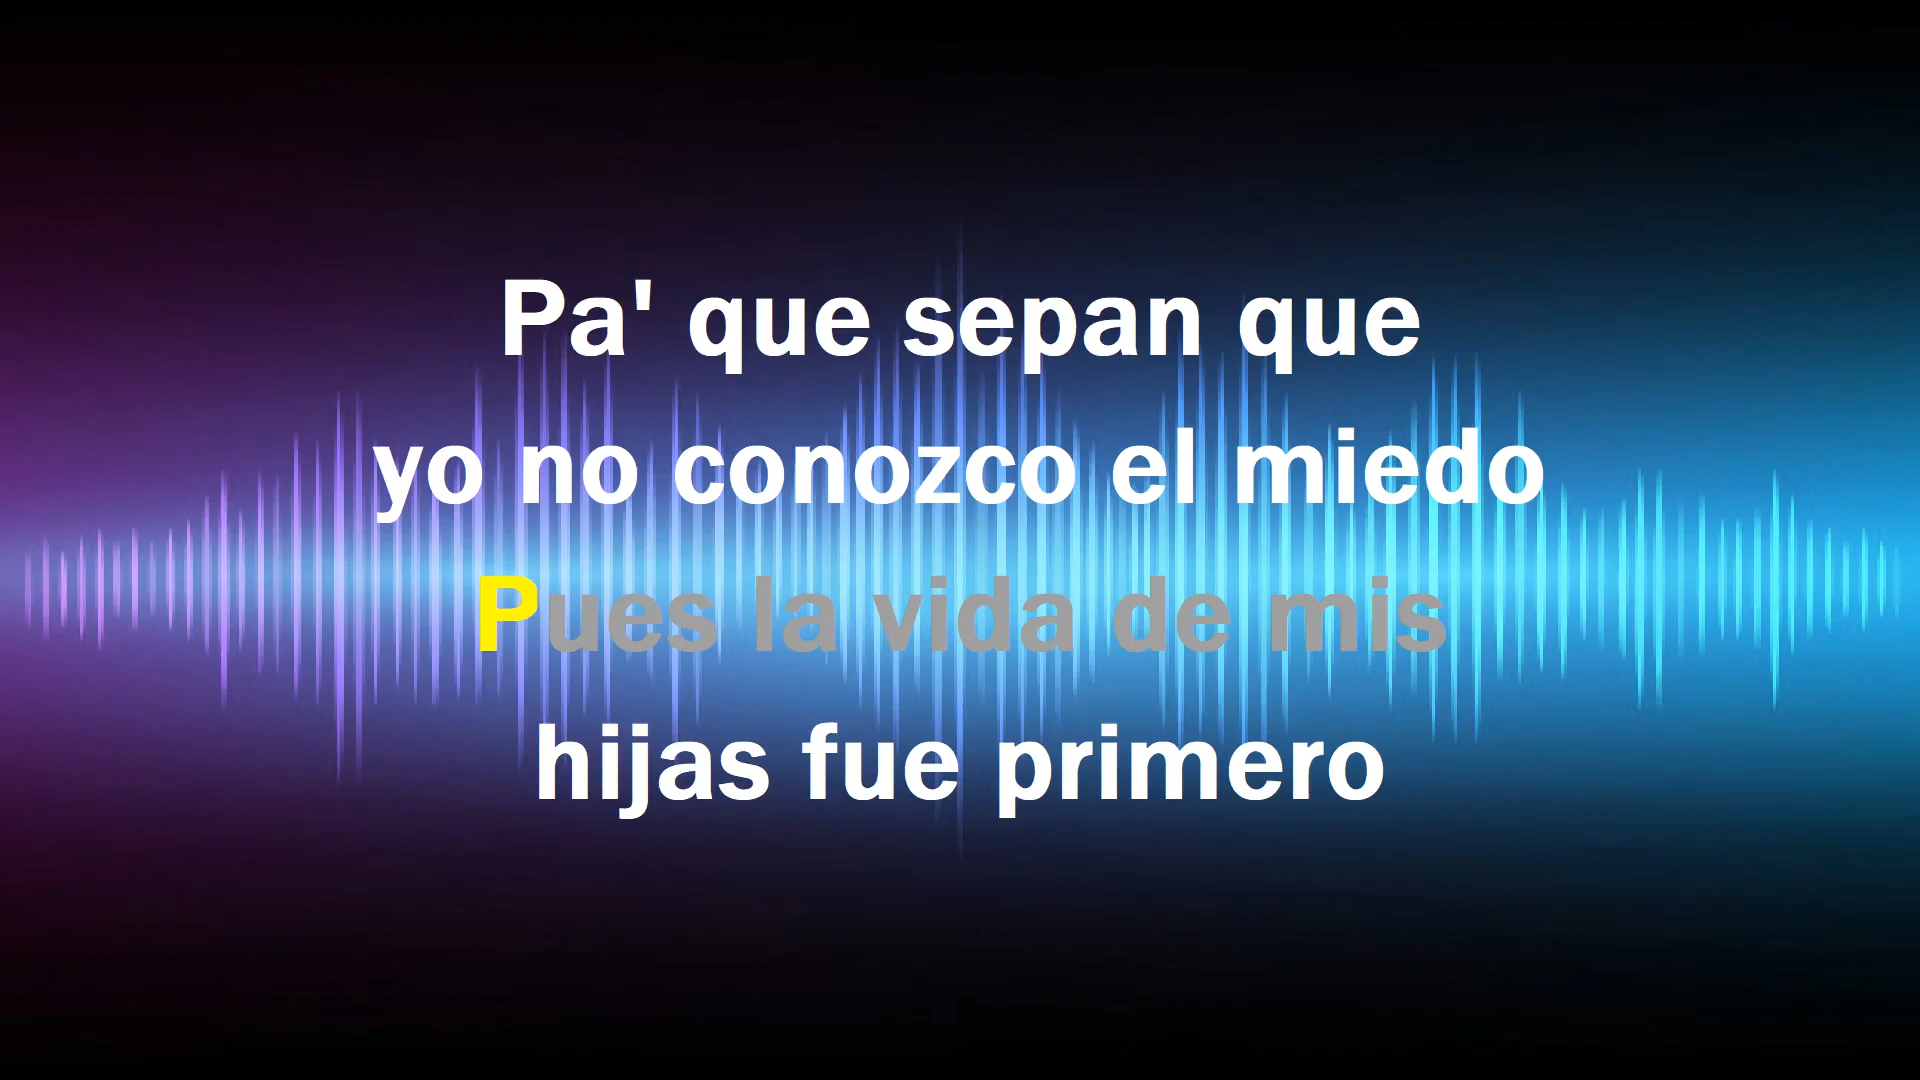 Pa' que sepan que
yo no conozco el miedo
Pues la vida de mis
hijas fue primero